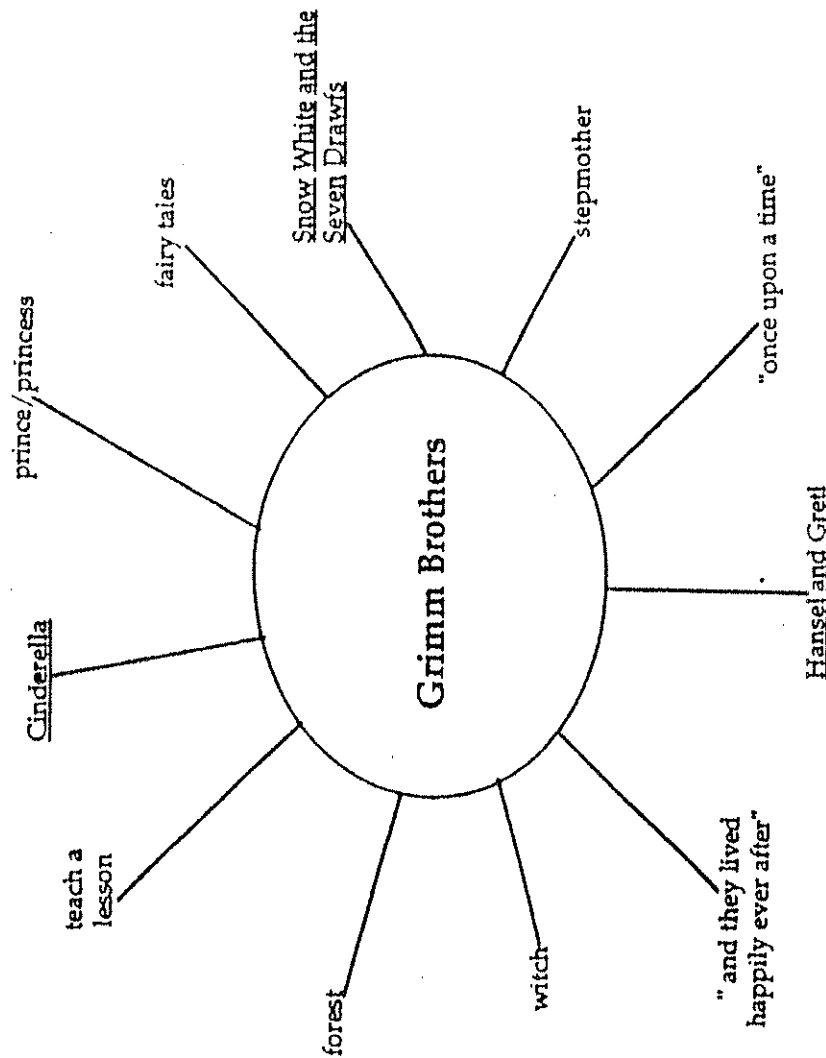 Cinderella
prince/princess
fairy tales
Snow White and the
Seven Drawfs
stepmother
"once upon a time"
Hansel and Gretl
" and they lived
happily ever after"
witch
forest
teach a
lesson
Grimm Brothers